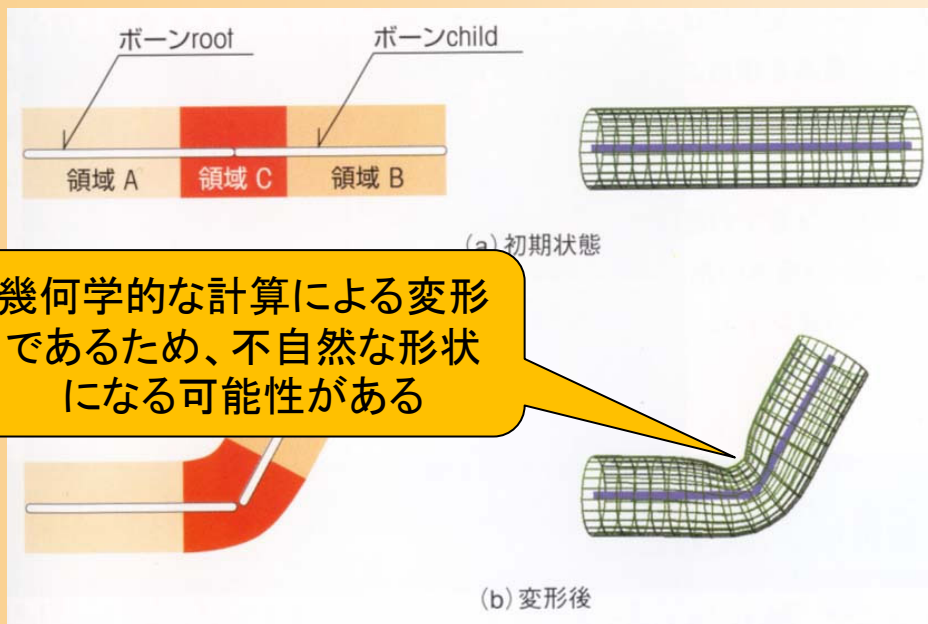 ボーンroot
ボーンchild
領域 A
領域 C
領域 B
(a)初期状態
幾何学的な計算による変形
であるため、不自然な形状
になる可能性がある
(b)変形後